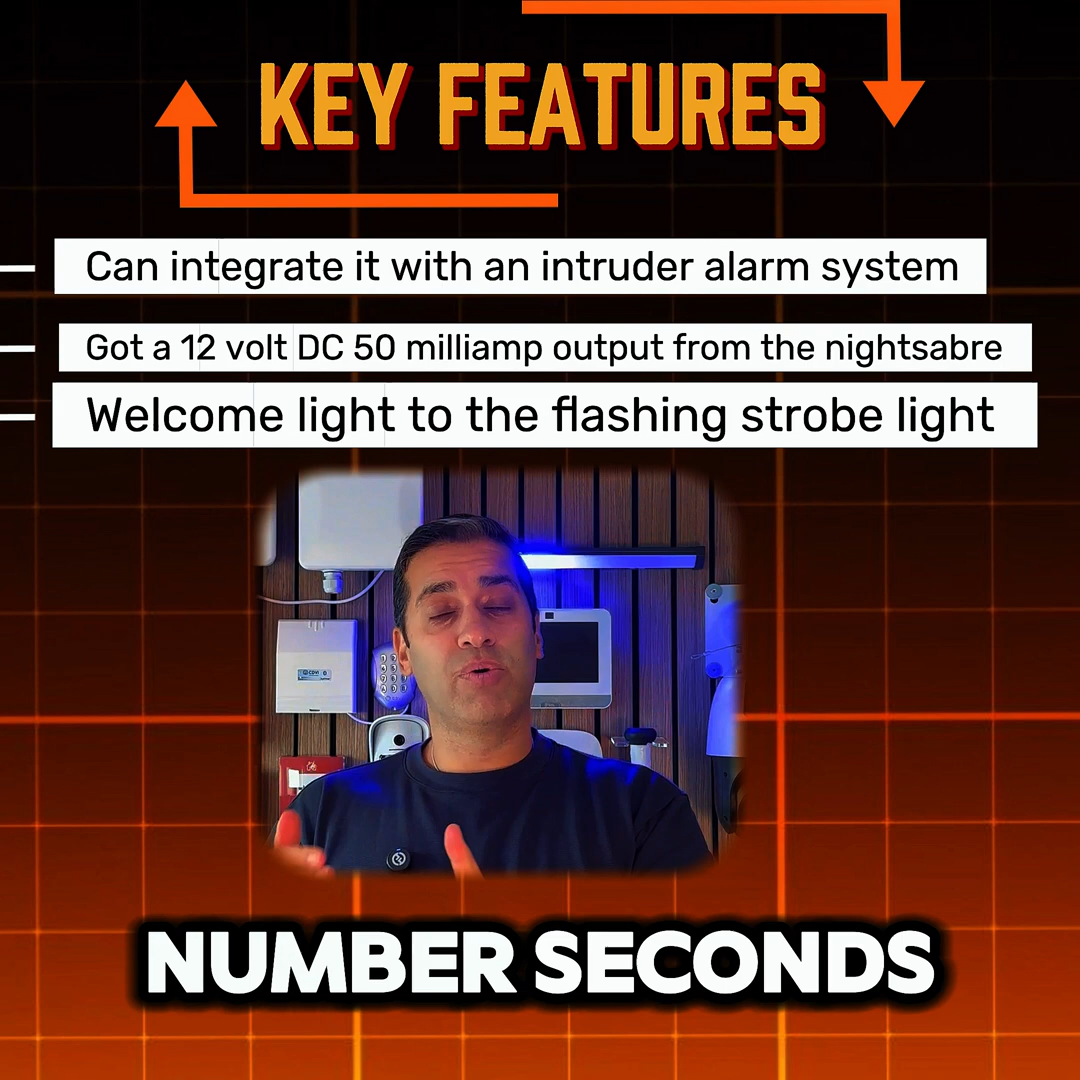 KEY FEATURES
Can integrate it with an intruder alarm system
Got a 12 volt DC 50 milliamp output from the nightsabre
Welcome light to the flashing strobe light
CDVI
NUMBER SECONDS